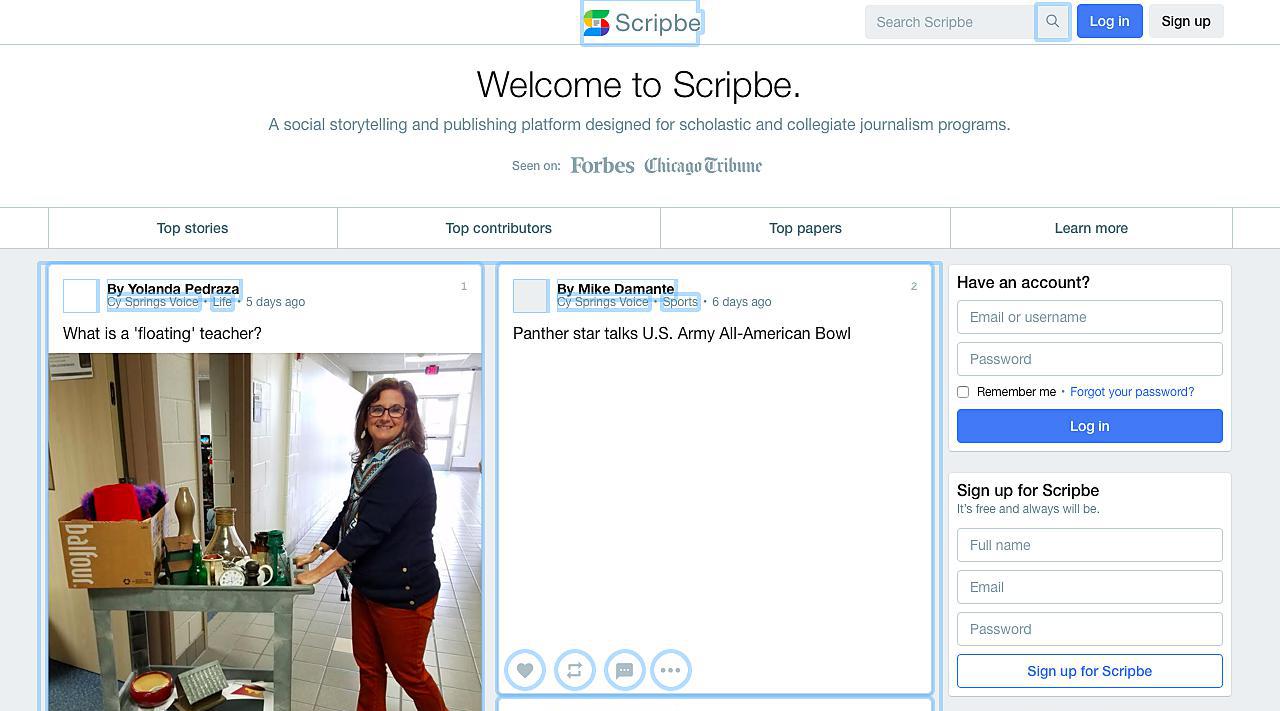 Scripbe
Search Scripbe
Log in
Sign up
Welcome to Scripbe.
A social storytelling and publishing platform designed for scholastic and collegiate journalism programs.
Seen on: Forbes Chicago Tribune
Top stories
Top contributors
Top papers
Learn more
By Yolanda Pedraza
1
Cy Springs Voice · Life · 5 days ago
What is a 'floating' teacher?
balfour.
By Mike Damante
2
Cy Springs Voice · Sports · 6 days ago
Panther star talks U.S. Army All-American Bowl
Have an account?
Email or username
Password
Remember me · Forgot your password?
Log in
Sign up for Scripbe
It's free and always will be.
Full name
Email
Password
Sign up for Scripbe